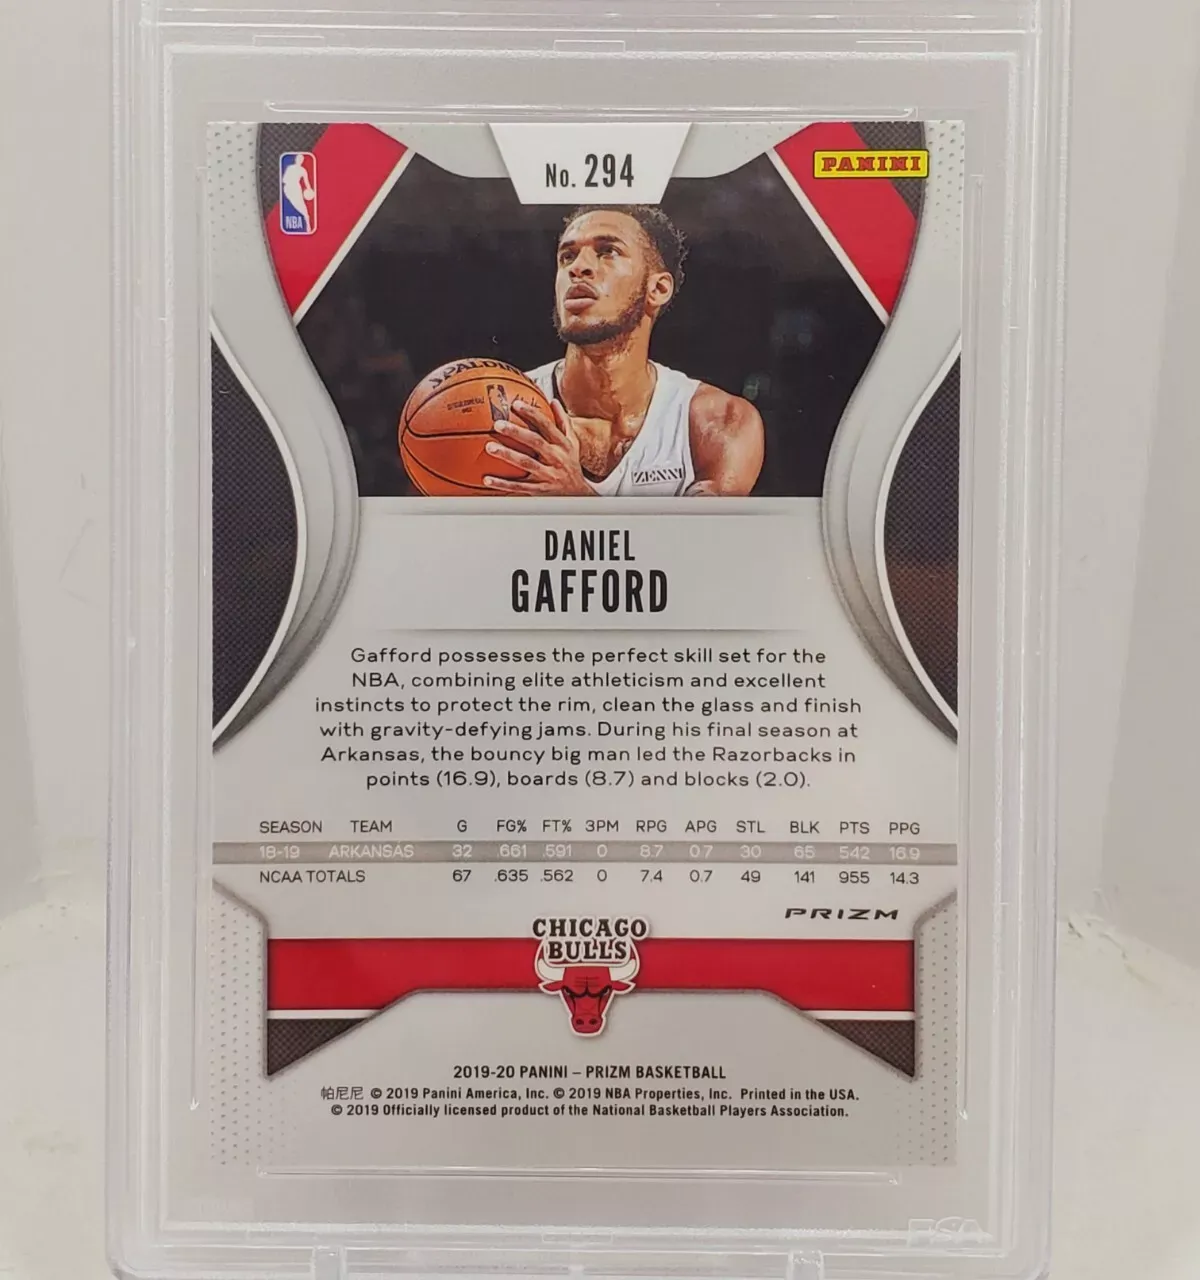 No. 294
PANINI
NBA
SPALDING
ZENNI
DANIEL
GAFFORD
Gafford possesses the perfect skill set for the
NBA, combining elite athleticism and excellent
instincts to protect the rim, clean the glass and finish
with gravity-defying jams. During his final season at
Arkansas, the bouncy big man led the Razorbacks in
points (16.9), boards (8.7) and blocks (2.0).
SEASON TEAM G FG% FT% 3PM RPG APG STL BLK PTS PPG
18-19 ARKANSAS 32 .661 .591 0 8.7 0.7 30 65 542 16.9
NCAA TOTALS 67 .635 .562 0 7.4 0.7 49 141 955 14.3
PRIZM
CHICAGO
BULLS
2019-20 PANINI – PRIZM BASKETBALL
帕尼尼 © 2019 Panini America, Inc. © 2019 NBA Properties, Inc. Printed in the USA.
© 2019 Officially licensed product of the National Basketball Players Association.
PSA